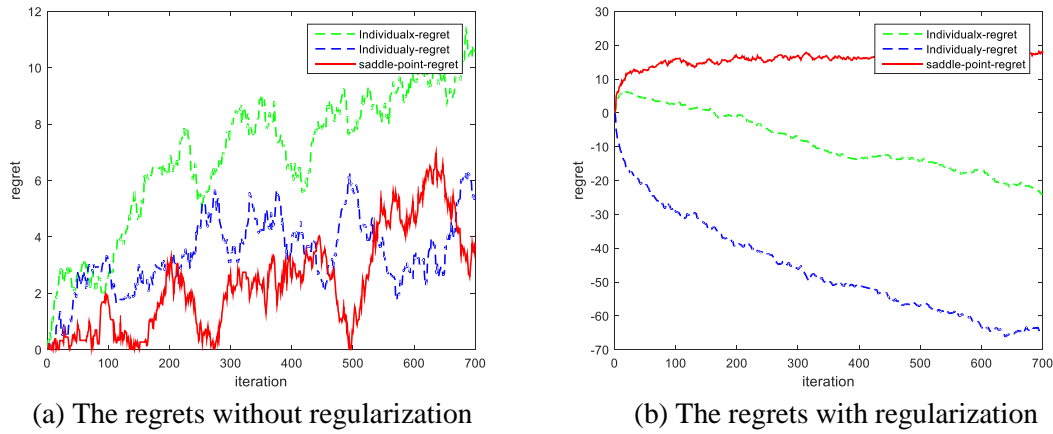 12
10
8
6
4
2
0
regret
Individualx-regret
Individualy-regret
saddle-point-regret
0 100 200 300 400 500 600 700
iteration
(a) The regrets without regularization
30
20
10
0
-10
-20
-30
-40
-50
-60
-70
regret
Individualx-regret
Individualy-regret
saddle-point-regret
0 100 200 300 400 500 600 700
iteration
(b) The regrets with regularization